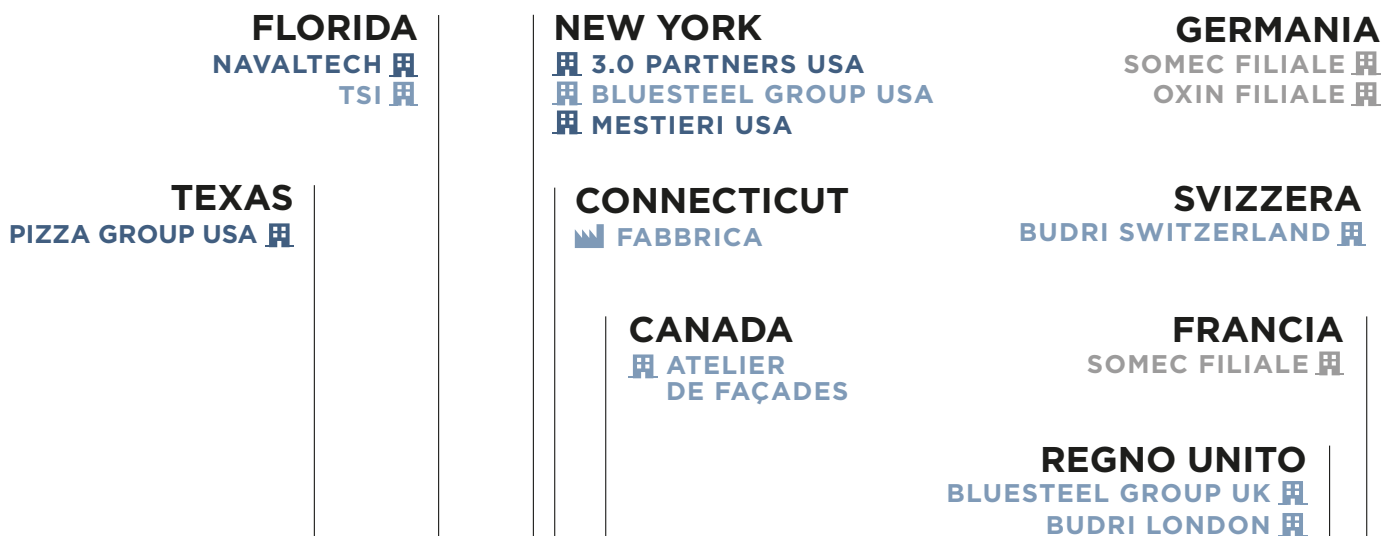 FLORIDA
NAVALTECH
TSI
NEW YORK
3.0 PARTNERS USA
BLUESTEEL GROUP USA
MESTIERI USA
GERMANIA
SOMEC FILIALE
OXIN FILIALE
TEXAS
PIZZA GROUP USA
CONNECTICUT
FABBRICA
SVIZZERA
BUDRI SWITZERLAND
CANADA
ATELIER
DE FAÇADES
FRANCIA
SOMEC FILIALE
REGNO UNITO
BLUESTEEL GROUP UK
BUDRI LONDON